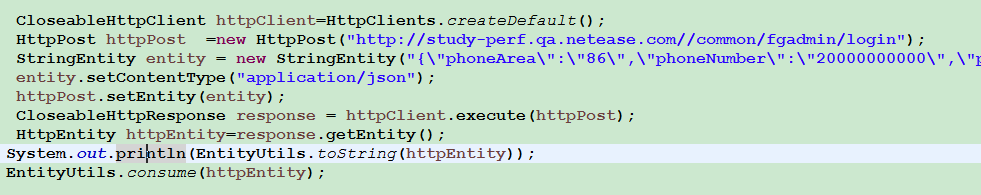 CloseableHttpClient httpClient=HttpClients.createDefault();
HttpPost httpPost  =new HttpPost("http://study-perf.qa.netease.com//common/fgadmin/login");
StringEntity entity = new StringEntity("{\"phoneArea\":\"86\",\"phoneNumber\":\"20000000000\",\"p
entity.setContentType("application/json");
httpPost.setEntity(entity);
CloseableHttpResponse response = httpClient.execute(httpPost);
HttpEntity httpEntity=response.getEntity();
System.out.println(EntityUtils.toString(httpEntity));
EntityUtils.consume(httpEntity);